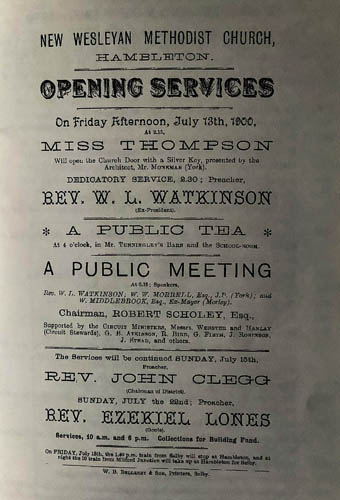 NEW WESLEYAN METHODIST CHURCH,
HAMBLETON.
OPENING SERVICES
On Friday Afternoon, July 13th, 1900,
At 2.15,
MISS THOMPSON
Will open the Church Door with a Silver Key, presented by the
Architect, Mr. MONKMAN (York).
DEDICATORY SERVICE, 2.30; Preacher,
REV. W. L. WATKINSON
(Ex-President).
* A PUBLIC TEA *
At 4 o'clock, in Mr. TENNINGLEY'S BARN and the SCHOOL-ROOM.
A PUBLIC MEETING
At 6.15; Speakers,
Rev. W. L. WATKINSON; W. W. MORRELL, Esq., J.P. (York); and
W. MIDDLEBROOK, Esq., Ex-Mayor (Morley).
Chairman, ROBERT SCHOLEY, Esq.,
Supported by the CIRCUIT MINISTERS, Messrs. WEBSTER and HANLAY
(Circuit Stewards), G. H. ATKINSON, R. BIRN, G. FIRTH, J. ROBINSON,
J. STEAD, and others.
The Services will be continued SUNDAY, July 15th,
Preacher,
REV. JOHN CLEGG
(Chairman of District).
SUNDAY, July the 22nd; Preacher,
REV. EZEKIEL LONES
(Goole).
Services, 10 a.m. and 6 p.m. Collections for Building Fund.
On FRIDAY, July 13th, the 1.40 p.m. train from Selby will stop at Hambleton, and at
night the 10 train from Milford Junction will take up at Hambleton for Selby.
W. B. BELLERBY & Son, Printers, Selby.